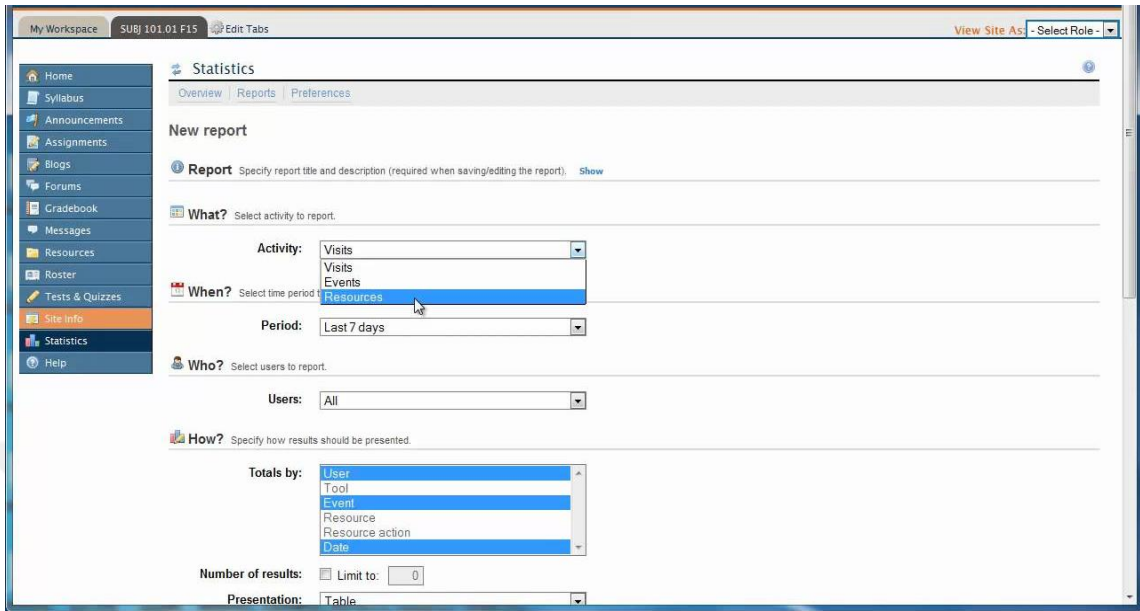 My Workspace SUBJ 101.01 F15 Edit Tabs View Site As: - Select Role -
Home
Syllabus
Announcements
Assignments
Blogs
Forums
Gradebook
Messages
Resources
Roster
Tests & Quizzes
Site Info
Statistics
Help
Statistics
Overview Reports Preferences
New report
Report Specify report title and description (required when saving/editing the report). Show
What? Select activity to report.
Activity: Visits
Visits
Events
Resources
When? Select time period t
Period: Last 7 days
Who? Select users to report.
Users: All
How? Specify how results should be presented.
Totals by: User
Tool
Event
Resource
Resource action
Date
Number of results: Limit to: 0
Presentation: Table